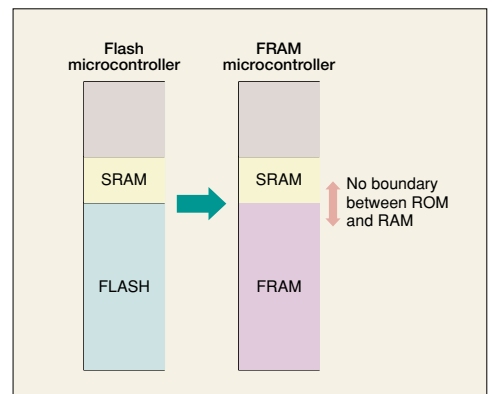 Flash
microcontroller
FRAM
microcontroller
SRAM
FLASH
SRAM
FRAM
No boundary
between ROM
and RAM